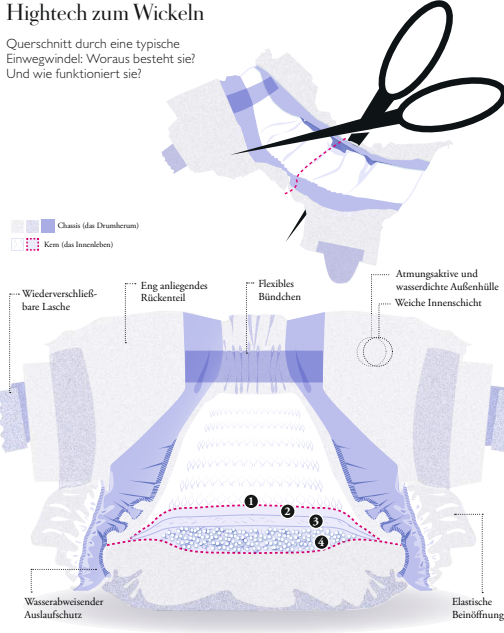 Hightech zum Wickeln
Querschnitt durch eine typische
Einwegwindel: Woraus besteht sie?
Und wie funktioniert sie?
Chassis (das Drumherum)
Kern (das Innenleben)
Wiederverschließ-
bare Lasche
Eng anliegendes
Rückenteil
Flexibles
Bündchen
Atmungsaktive und
wasserdichte Außenhülle
Weiche Innenschicht
1
2
3
4
Wasserabweisender
Auslaufschutz
Elastische
Beinöffnung